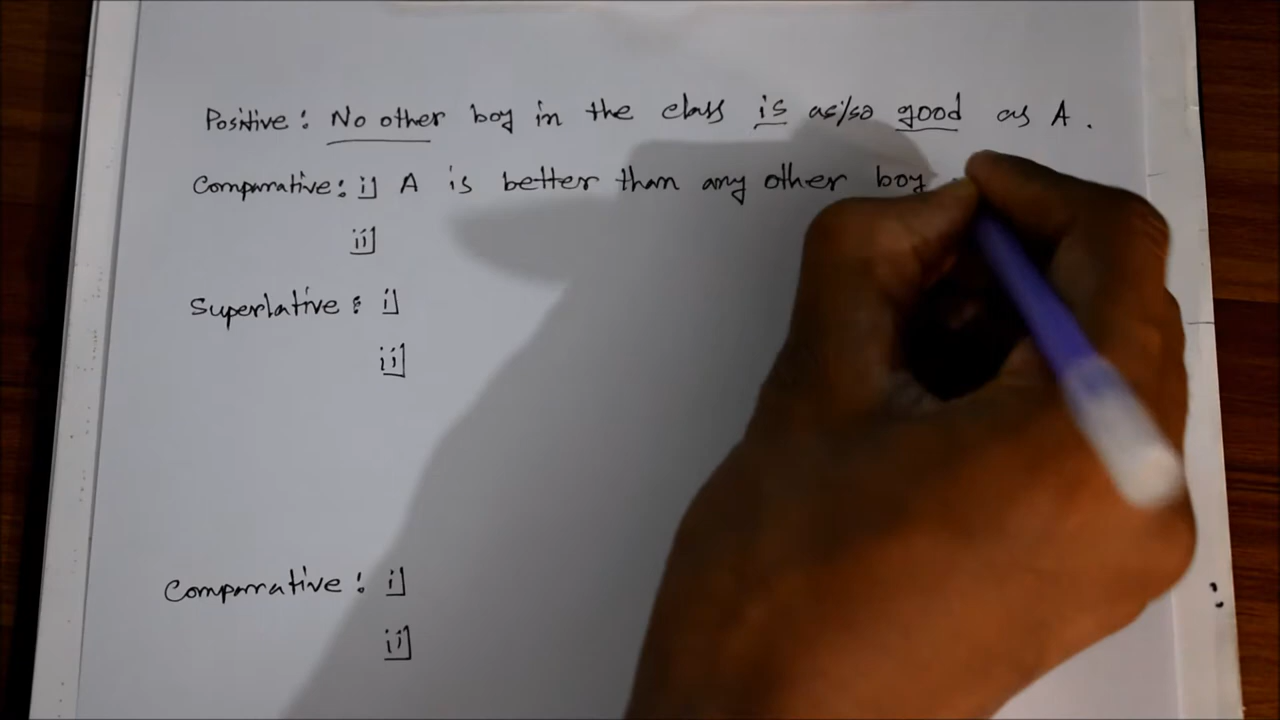 Positive: No other boy in the class is as/so good as A.
Comparative: i] A is better than any other boy
ii]
Superlative: i]
ii]
Comparative: i]
ii]